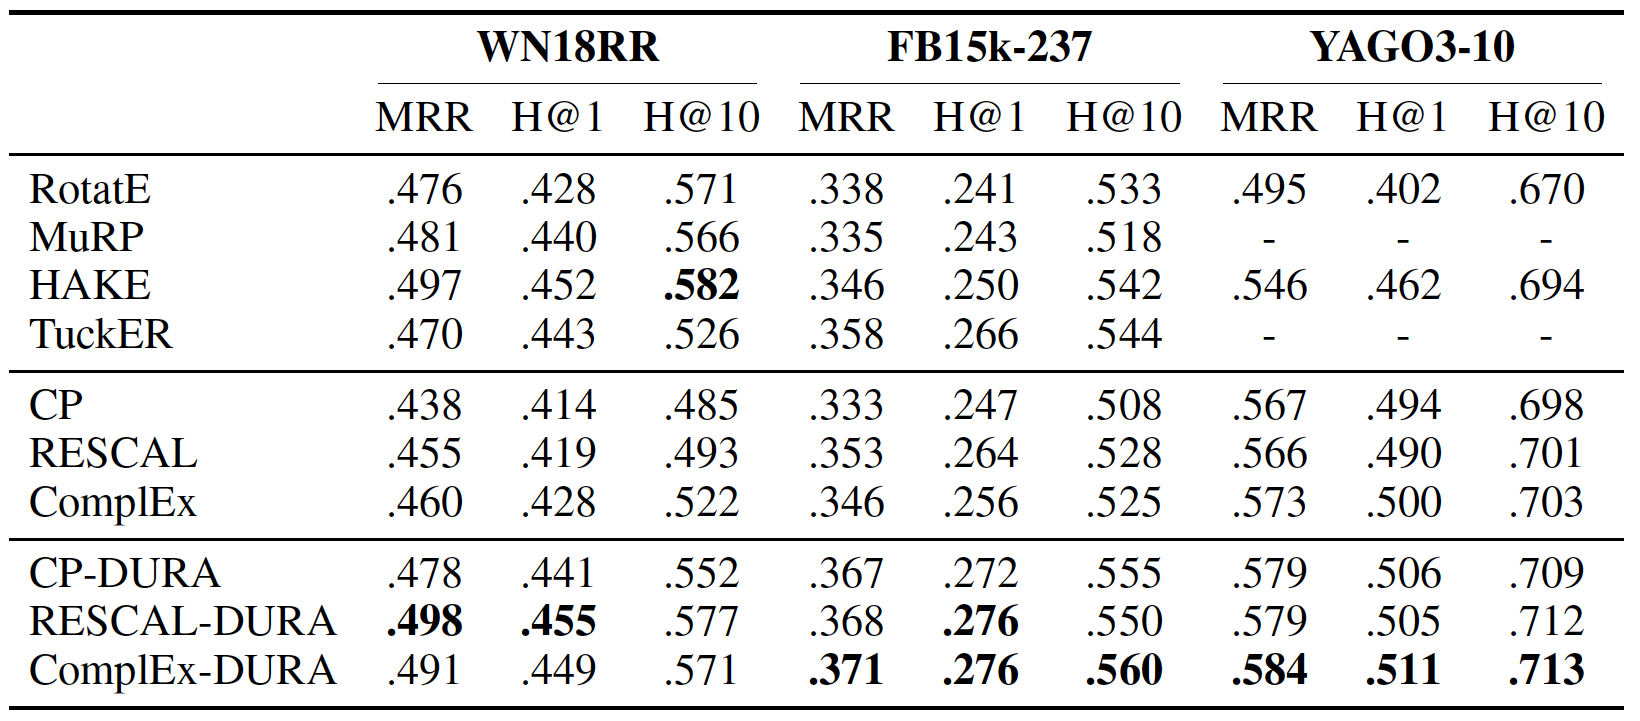 WN18RR FB15k-237 YAGO3-10
MRR H@1 H@10 MRR H@1 H@10 MRR H@1 H@10
RotatE .476 .428 .571 .338 .241 .533 .495 .402 .670
MuRP .481 .440 .566 .335 .243 .518 - - -
HAKE .497 .452 .582 .346 .250 .542 .546 .462 .694
TuckER .470 .443 .526 .358 .266 .544 - - -
CP .438 .414 .485 .333 .247 .508 .567 .494 .698
RESCAL .455 .419 .493 .353 .264 .528 .566 .490 .701
ComplEx .460 .428 .522 .346 .256 .525 .573 .500 .703
CP-DURA .478 .441 .552 .367 .272 .555 .579 .506 .709
RESCAL-DURA .498 .455 .577 .368 .276 .550 .579 .505 .712
ComplEx-DURA .491 .449 .571 .371 .276 .560 .584 .511 .713